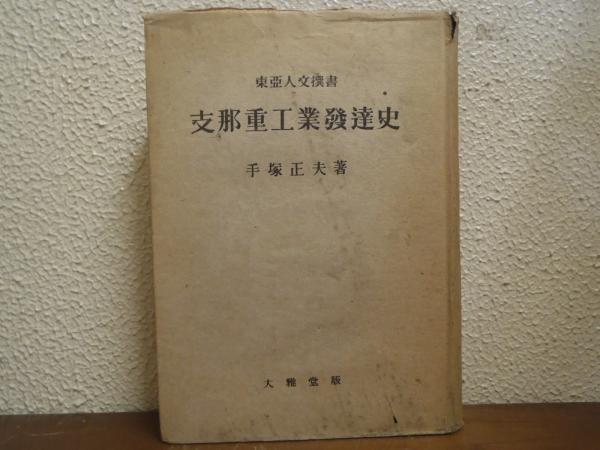 東亞人文撰書
支那重工業發達史
手塚正夫著
大雅堂版